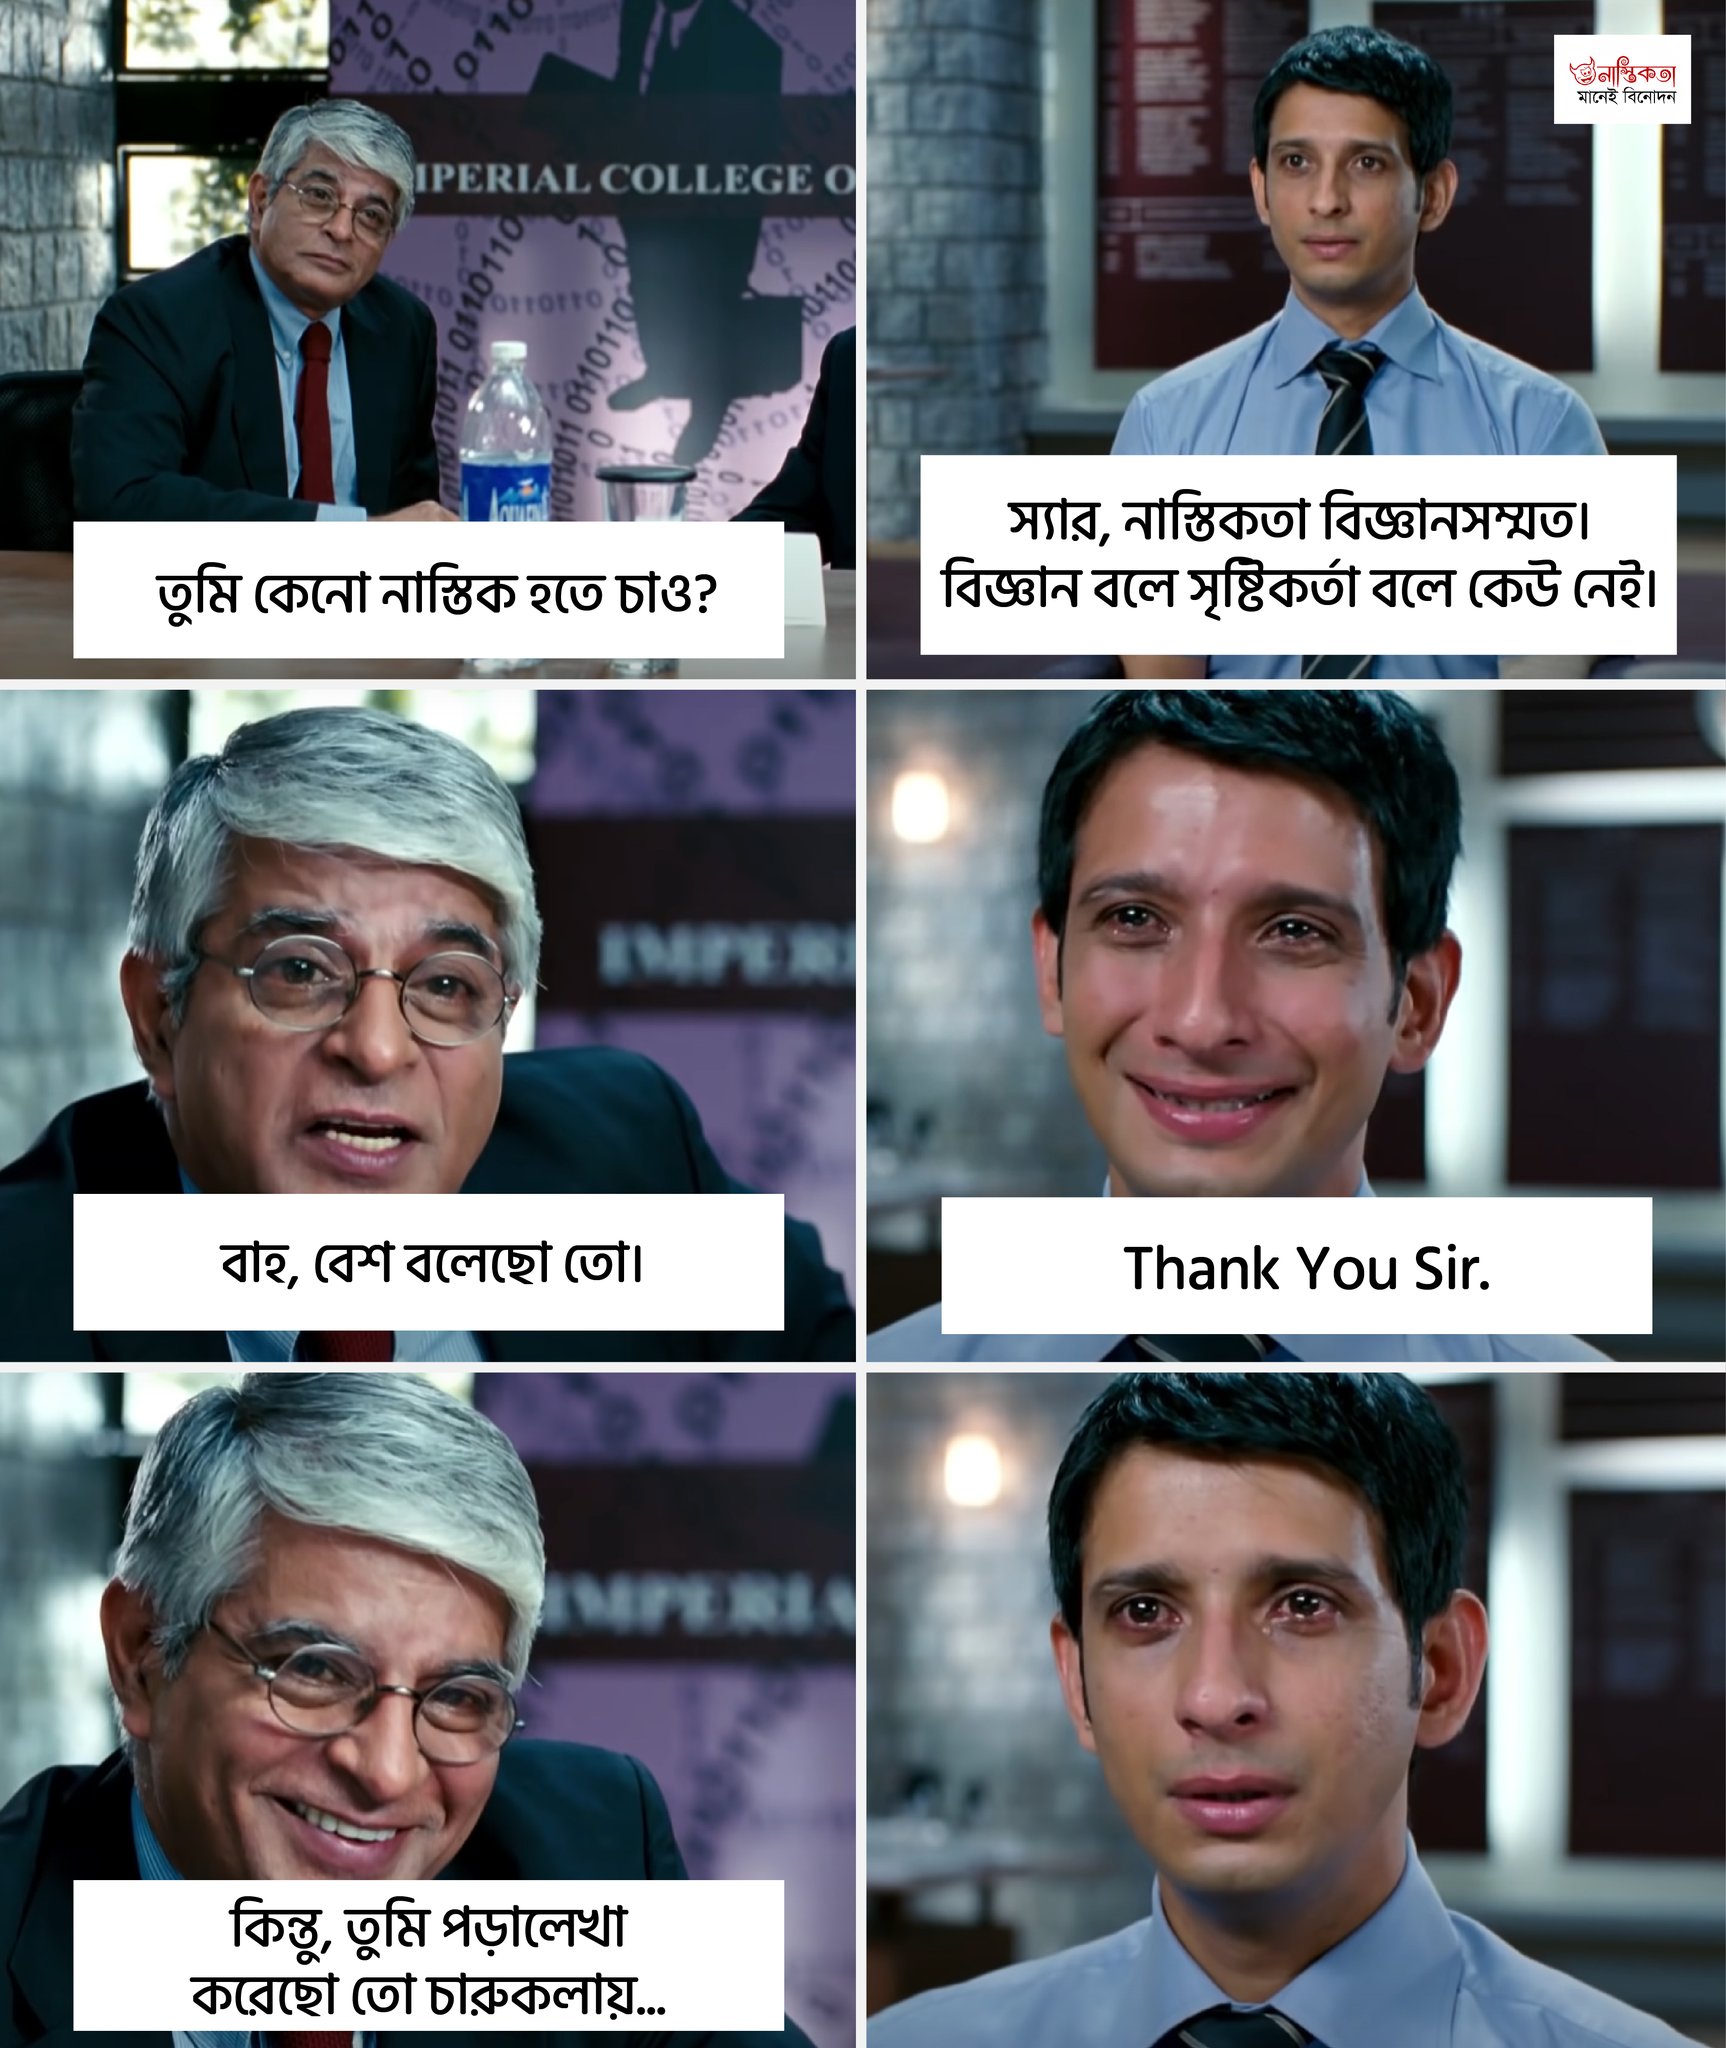 IPERIAL COLLEGE O
নাস্তিকতা
মানেই বিনোদন
তুমি কেনো নাস্তিক হতে চাও?
স্যার, নাস্তিকতা বিজ্ঞানসম্মত।
বিজ্ঞান বলে সৃষ্টিকর্তা বলে কেউ নেই।
IMPERI
বাহ, বেশ বলেছো তো।
Thank You Sir.
IMPERIA
কিন্তু, তুমি পড়ালেখা
করেছো তো চারুকলায়...